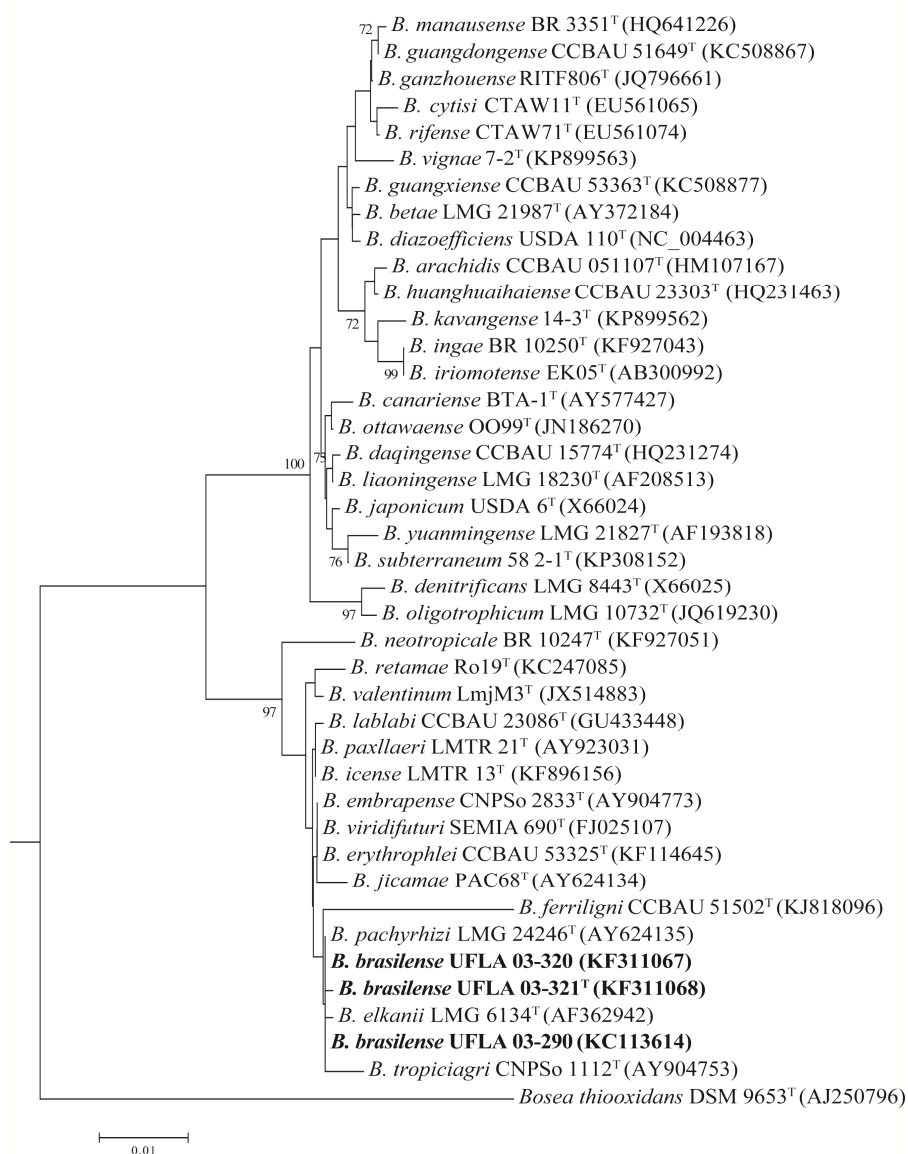 72
B. manausense BR 3351ᵀ (HQ641226)
B. guangdongense CCBAU 51649ᵀ (KC508867)
B. ganzhouense RITF806ᵀ (JQ796661)
B. cytisi CTAW11ᵀ (EU561065)
B. rifense CTAW71ᵀ (EU561074)
B. vignae 7-2ᵀ (KP899563)
B. guangxiense CCBAU 53363ᵀ (KC508877)
B. betae LMG 21987ᵀ (AY372184)
B. diazoefficiens USDA 110ᵀ (NC_004463)
B. arachidis CCBAU 051107ᵀ (HM107167)
B. huanghuaihaiense CCBAU 23303ᵀ (HQ231463)
72
B. kavangense 14-3ᵀ (KP899562)
B. ingae BR 10250ᵀ (KF927043)
99
B. iriomotense EK05ᵀ (AB300992)
B. canariense BTA-1ᵀ (AY577427)
B. ottawaense OO99ᵀ (JN186270)
75
B. daqingense CCBAU 15774ᵀ (HQ231274)
100
B. liaoningense LMG 18230ᵀ (AF208513)
B. japonicum USDA 6ᵀ (X66024)
B. yuanmingense LMG 21827ᵀ (AF193818)
76
B. subterraneum 58 2-1ᵀ (KP308152)
B. denitrificans LMG 8443ᵀ (X66025)
97
B. oligotrophicum LMG 10732ᵀ (JQ619230)
B. neotropicale BR 10247ᵀ (KF927051)
B. retamae Ro19ᵀ (KC247085)
B. valentinum LmjM3ᵀ (JX514883)
97
B. lablabi CCBAU 23086ᵀ (GU433448)
B. paxllaeri LMTR 21ᵀ (AY923031)
B. icense LMTR 13ᵀ (KF896156)
B. embrapense CNPSo 2833ᵀ (AY904773)
B. viridifuturi SEMIA 690ᵀ (FJ025107)
B. erythrophlei CCBAU 53325ᵀ (KF114645)
B. jicamae PAC68ᵀ (AY624134)
B. ferriligni CCBAU 51502ᵀ (KJ818096)
B. pachyrhizi LMG 24246ᵀ (AY624135)
B. brasilense UFLA 03-320 (KF311067)
B. brasilense UFLA 03-321ᵀ (KF311068)
B. elkanii LMG 6134ᵀ (AF362942)
B. brasilense UFLA 03-290 (KC113614)
B. tropiciagri CNPSo 1112ᵀ (AY904753)
Bosea thiooxidans DSM 9653ᵀ (AJ250796)
0.01